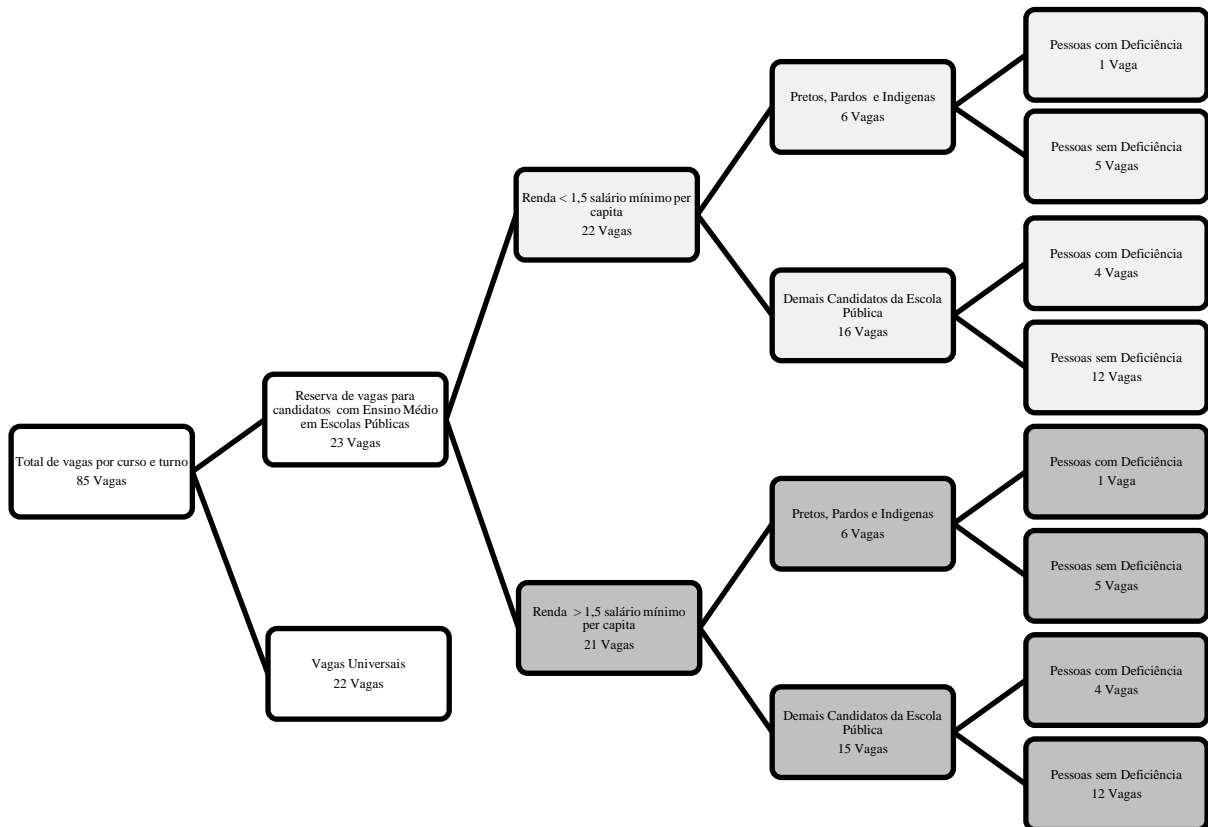 Total de vagas por curso e turno
85 Vagas
Reserva de vagas para
candidatos com Ensino Médio
em Escolas Públicas
23 Vagas
Vagas Universais
22 Vagas
Renda < 1,5 salário mínimo per
capita
22 Vagas
Renda > 1,5 salário mínimo
per capita
21 Vagas
Pretos, Pardos e Indigenas
6 Vagas
Demais Candidatos da Escola
Pública
16 Vagas
Pretos, Pardos e Indigenas
6 Vagas
Demais Candidatos da Escola
Pública
15 Vagas
Pessoas com Deficiência
1 Vaga
Pessoas sem Deficiência
5 Vagas
Pessoas com Deficiência
4 Vagas
Pessoas sem Deficiência
12 Vagas
Pessoas com Deficiência
1 Vaga
Pessoas sem Deficiência
5 Vagas
Pessoas com Deficiência
4 Vagas
Pessoas sem Deficiência
12 Vagas